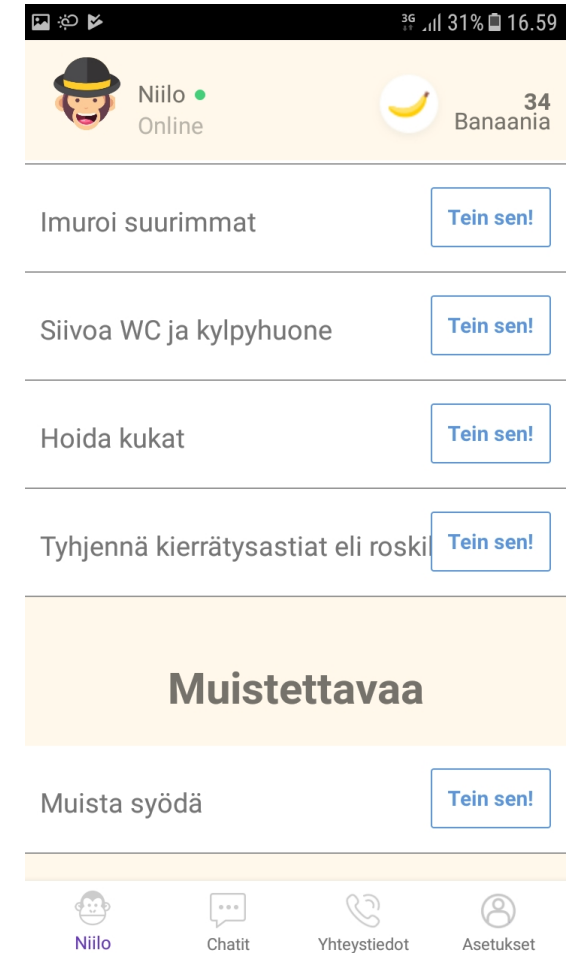 3G 31% 16.59
Niilo
Online
34
Banaania
Imuroi suurimmat
Tein sen!
Siivoa WC ja kylpyhuone
Tein sen!
Hoida kukat
Tein sen!
Tyhjennä kierrätysastiat eli
Tein sen!
Muistettavaa
Muista syödä
Tein sen!
Niilo
Chatit
Yhteystiedot
Asetukset